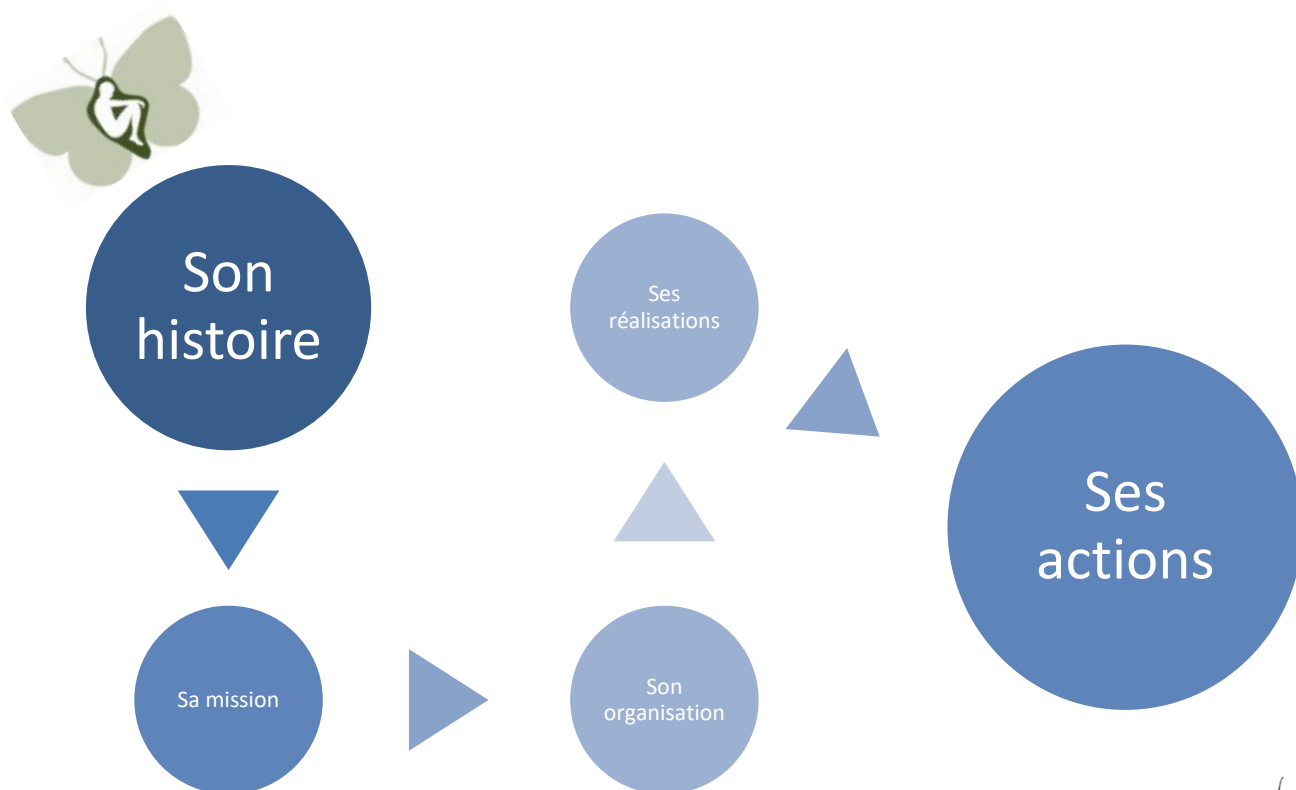 Son
histoire
Sa mission
Son
organisation
Ses
réalisations
Ses
actions